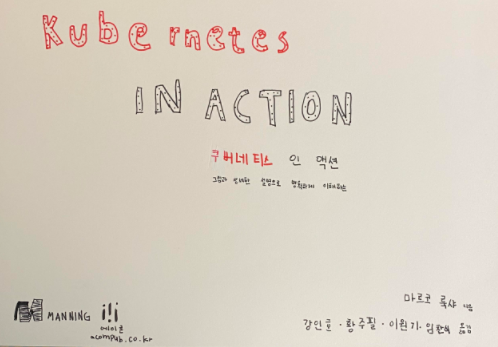 Kubernetes
IN ACTION
쿠버네티스 인 액션
그림과 상세한 설명으로 명확하게 이해하는
마르코 룩샤 지음
강인호 · 황주필 · 이원기 · 임찬식 옮김
MANNING
에이콘
acornpub.co.kr